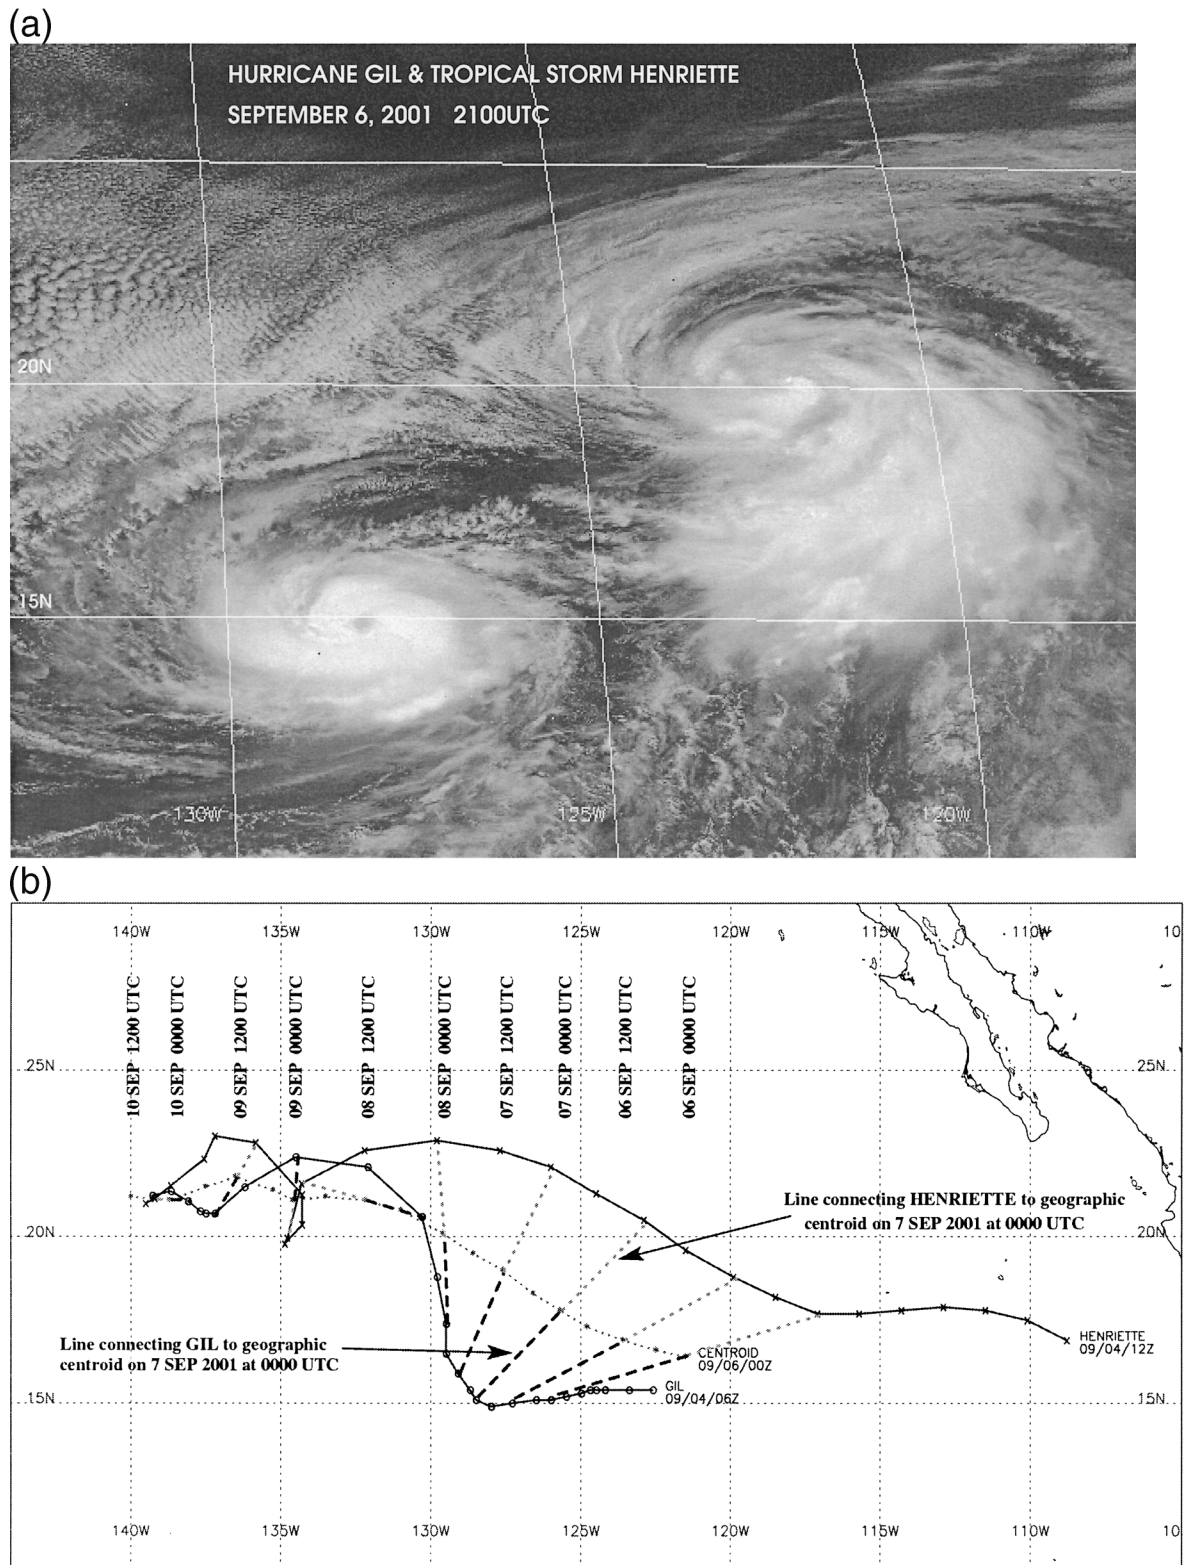 (a)
HURRICANE GIL & TROPICAL STORM HENRIETTE
SEPTEMBER 6, 2001 2100UTC
20N
15N
130W
125W
120W
(b)
140W 135W 130W 125W 120W 115W 110W 10
10 SEP 1200 UTC
10 SEP 0000 UTC
09 SEP 1200 UTC
09 SEP 0000 UTC
08 SEP 1200 UTC
08 SEP 0000 UTC
07 SEP 1200 UTC
07 SEP 0000 UTC
06 SEP 1200 UTC
06 SEP 0000 UTC
25N 25N
Line connecting HENRIETTE to geographic
centroid on 7 SEP 2001 at 0000 UTC
20N 20N
Line connecting GIL to geographic
centroid on 7 SEP 2001 at 0000 UTC
HENRIETTE
09/04/12Z
CENTROID
09/06/00Z
GIL
09/04/06Z
15N 15N
140W 135W 130W 125W 120W 115W 110W 10